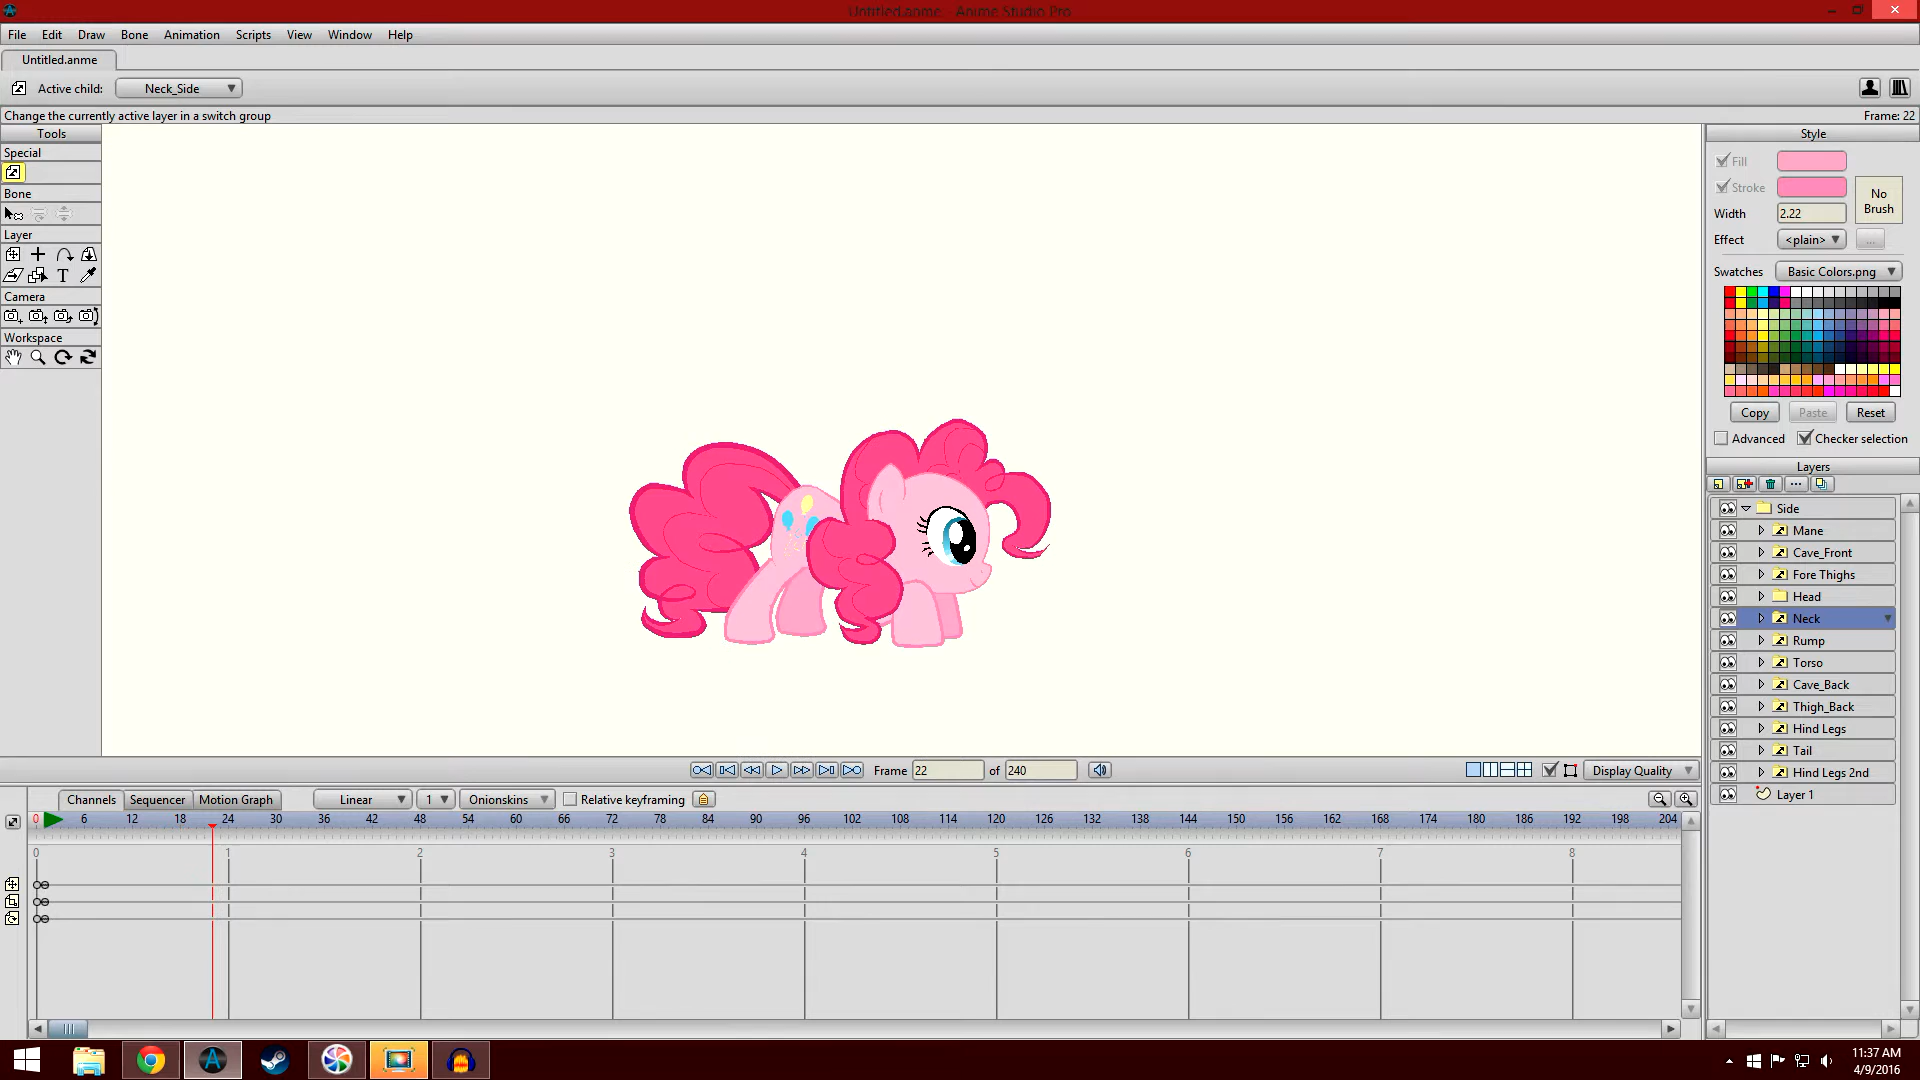 Untitled.anme - Anime Studio Pro
File Edit Draw Bone Animation Scripts View Window Help
Untitled.anme
Active child: Neck_Side
Change the currently active layer in a switch group Frame: 22
Tools
Special
Bone
Layer
T
Camera
Workspace
Style
Fill
Stroke
No
Brush
Width 2.22
Effect <plain> ...
Swatches Basic Colors.png
Copy Paste Reset
Advanced Checker selection
Layers
Side
Mane
Cave_Front
Fore Thighs
Head
Neck
Rump
Torso
Cave_Back
Thigh_Back
Hind Legs
Tail
Hind Legs 2nd
Layer 1
Frame 22 of 240 Display Quality
Channels Sequencer Motion Graph Linear 1 Onionskins Relative keyframing
0 6 12 18 24 30 36 42 48 54 60 66 72 78 84 90 96 102 108 114 120 126 132 138 144 150 156 162 168 174 180 186 192 198 204
0 1 2 3 4 5 6 7 8
11:37 AM
4/9/2016